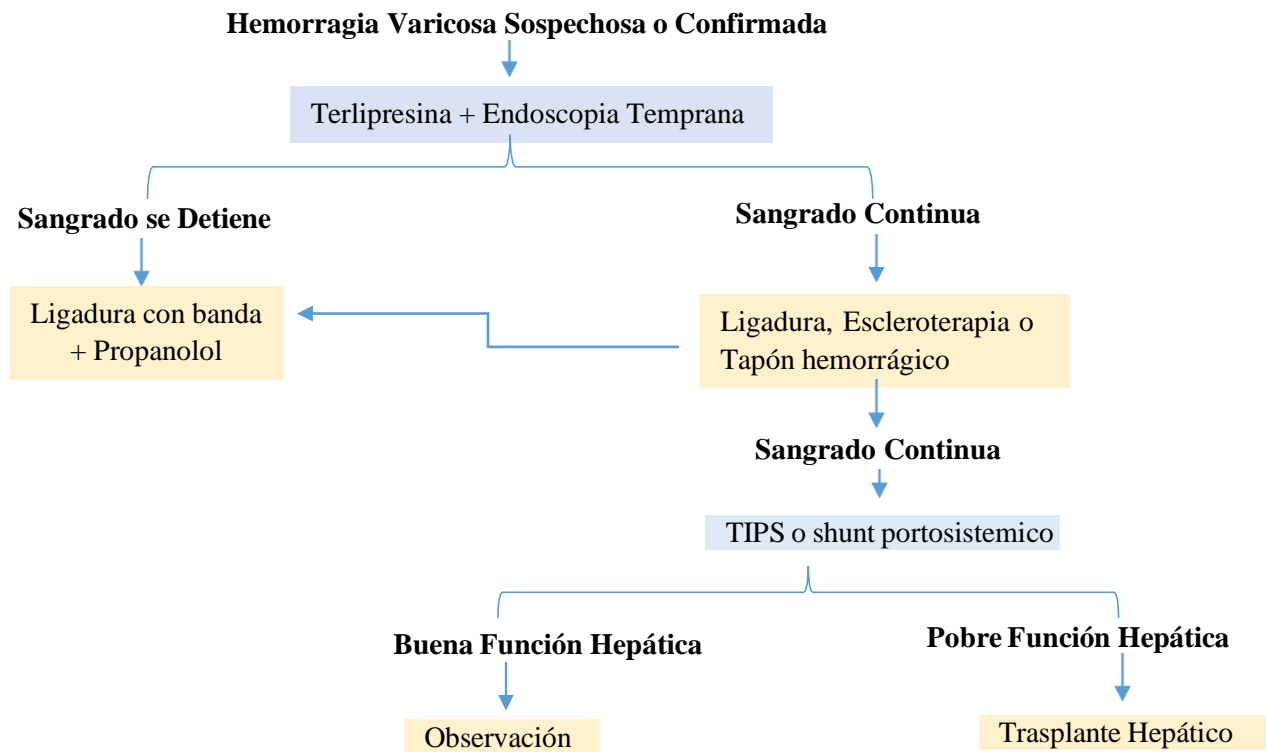 Hemorragia Varicosa Sospechosa o Confirmada
Terlipresina + Endoscopia Temprana
Sangrado se Detiene
Sangrado Continua
Ligadura con banda
+ Propanolol
Ligadura, Escleroterapia o
Tapón hemorrágico
Sangrado Continua
TIPS o shunt portosistemico
Buena Función Hepática
Pobre Función Hepática
Observación
Trasplante Hepático